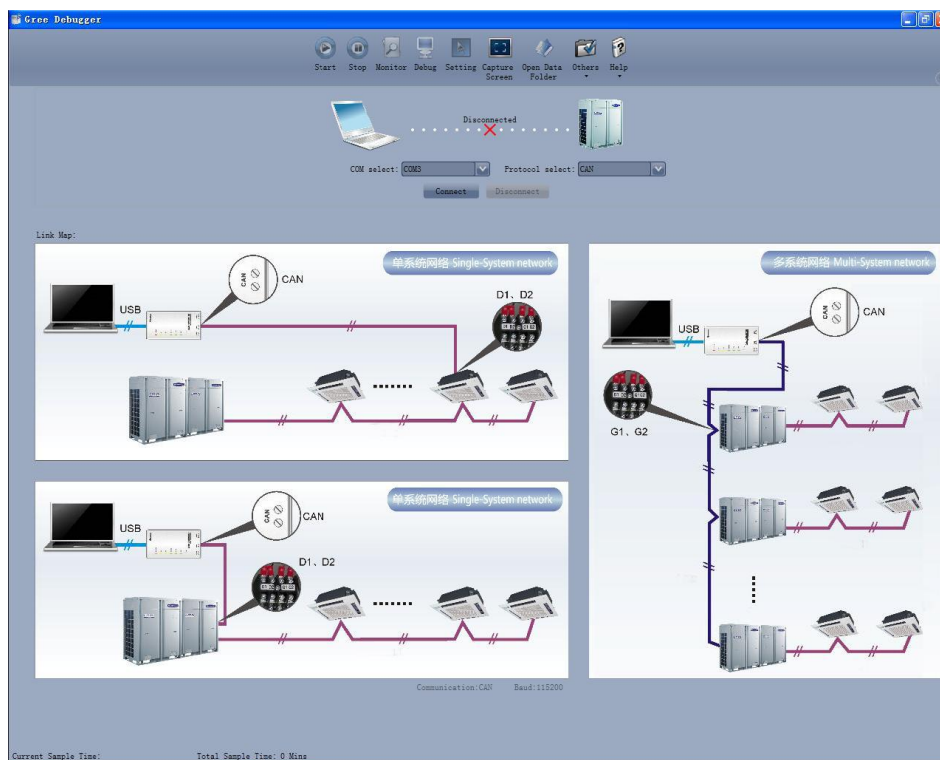 Gree Debugger
Start Stop Monitor Debug Setting Capture Screen Open Data Folder Others Help
Disconnected
COM select: COM3 Protocol select: CAN
Connect Disconnect
Link Map:
单系统网络 Single-System network
CAN
CAN
USB
D1、D2
单系统网络 Single-System network
CAN
CAN
USB
D1、D2
多系统网络 Multi-System network
CAN
CAN
USB
G1、G2
Communication:CAN Baud:115200
Current Sample Time: Total Sample Time: 0 Mins